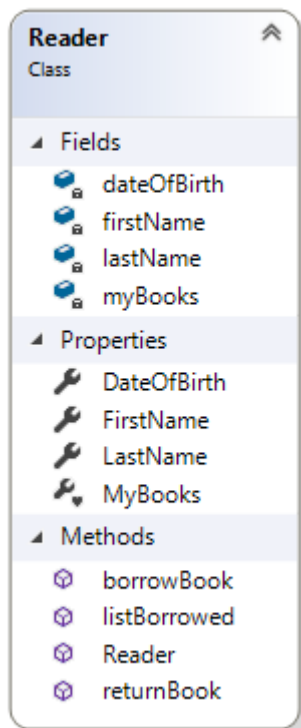 Reader
Class
Fields
dateOfBirth
firstName
lastName
myBooks
Properties
DateOfBirth
FirstName
LastName
MyBooks
Methods
borrowBook
listBorrowed
Reader
returnBook